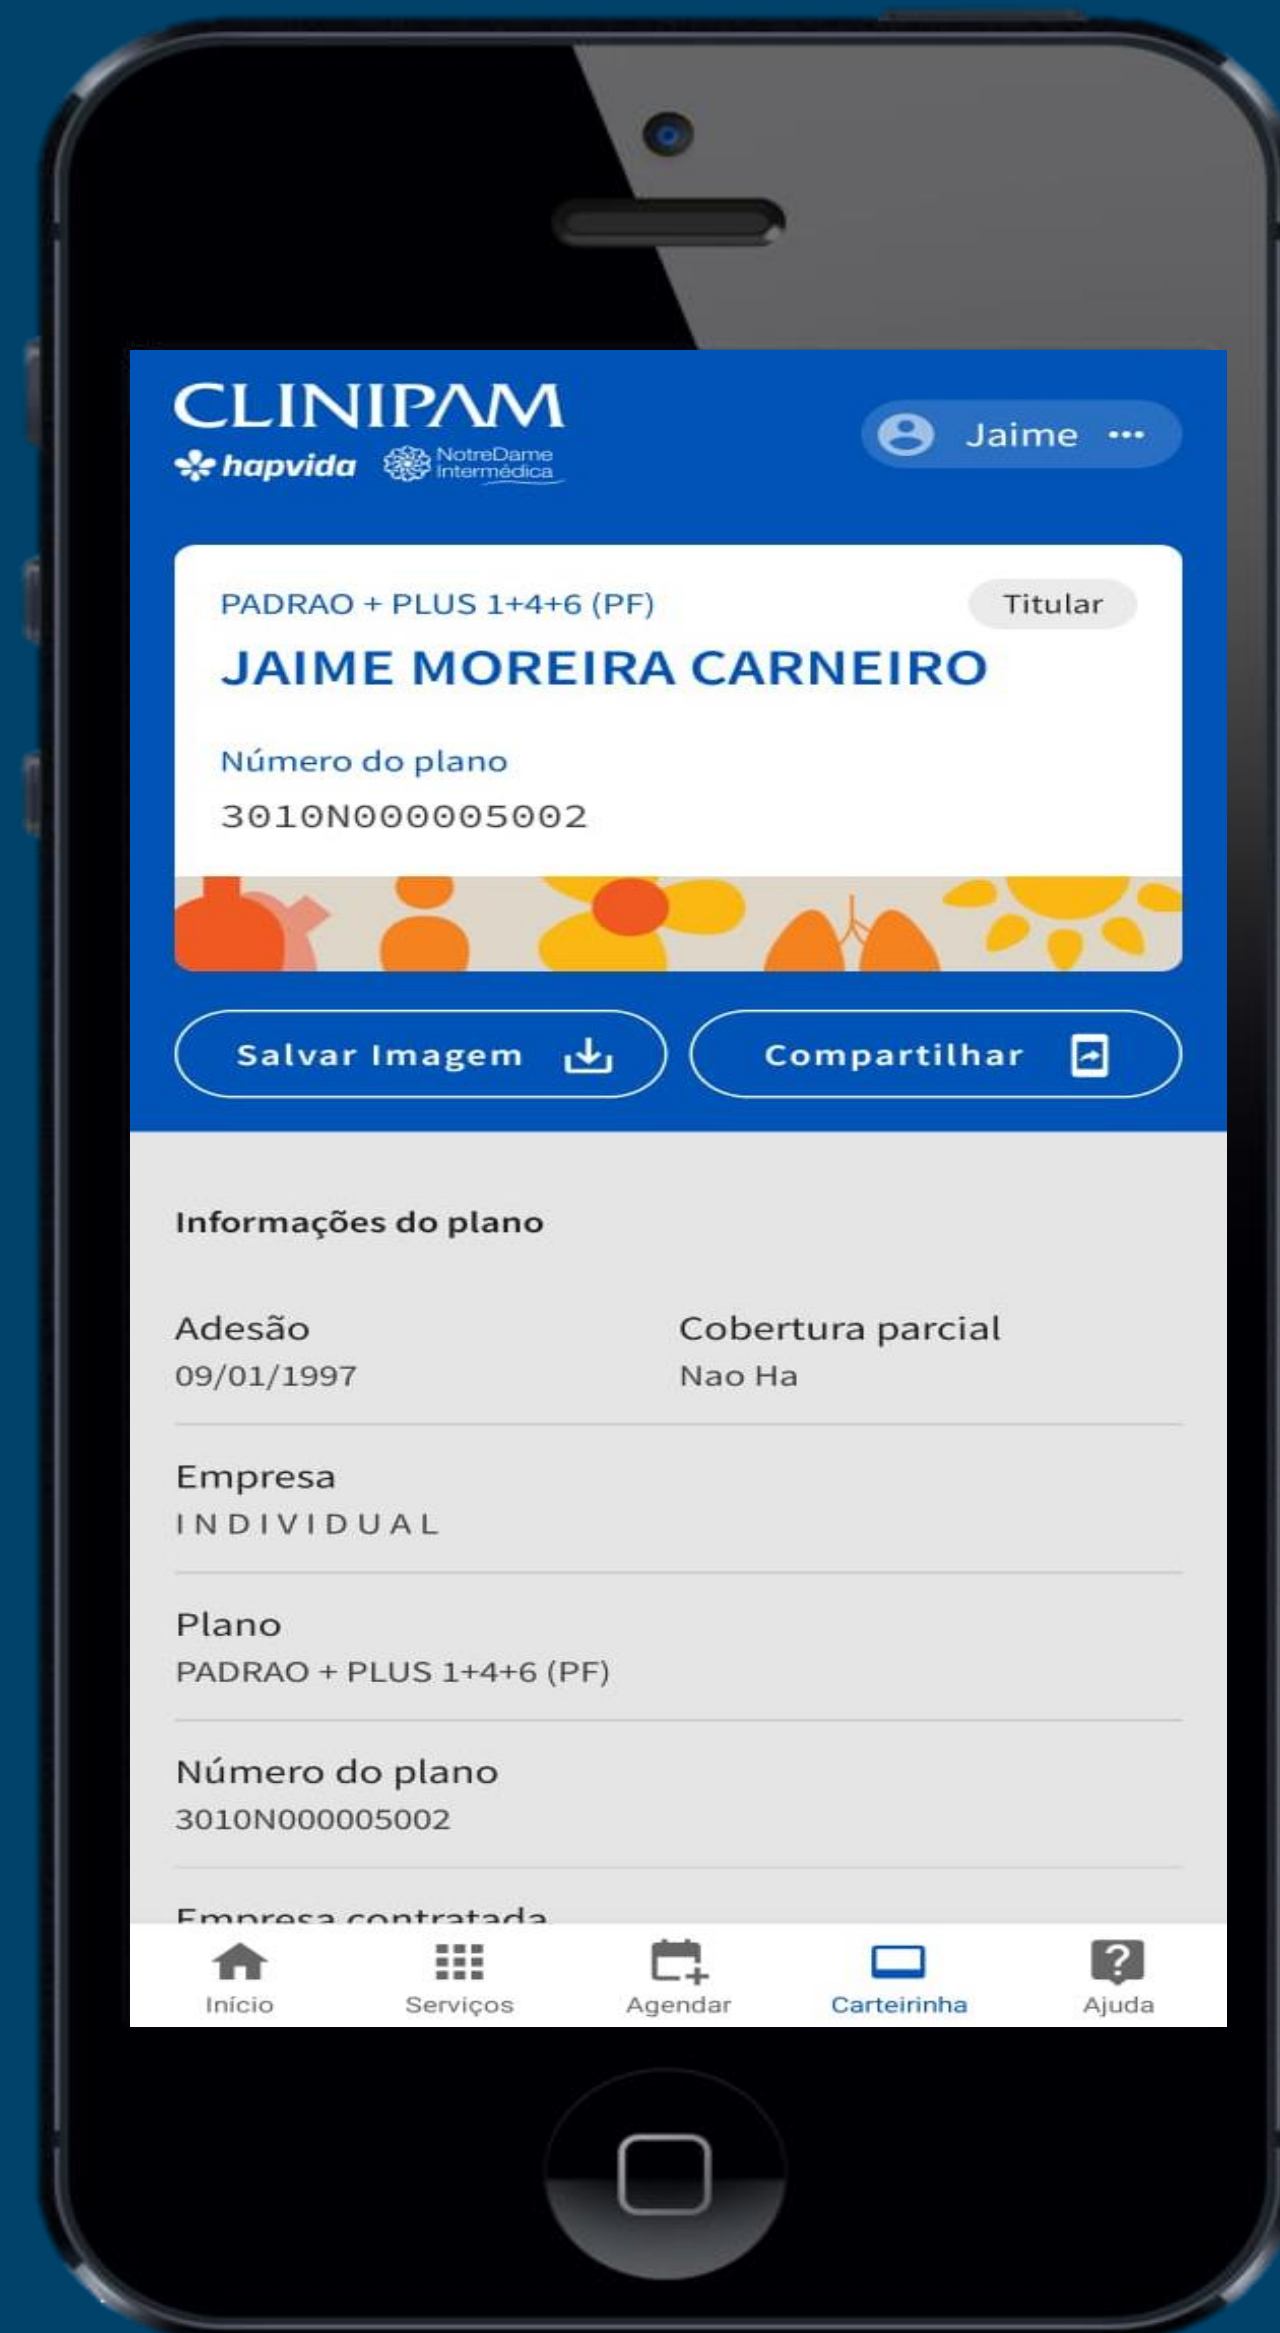 CLINIPAM
hapvida NotreDame
Intermédica
Jaime
PADRAO + PLUS 1+4+6 (PF)
Titular
JAIME MOREIRA CARNEIRO
Número do plano
3010N000005002
Salvar Imagem
Compartilhar
Informações do plano
Adesão
Cobertura parcial
09/01/1997
Nao Ha
Empresa
I N D I V I D U A L
Plano
PADRAO + PLUS 1+4+6 (PF)
Número do plano
3010N000005002
Empresa contratada
Início Serviços Agendar Carteirinha Ajuda